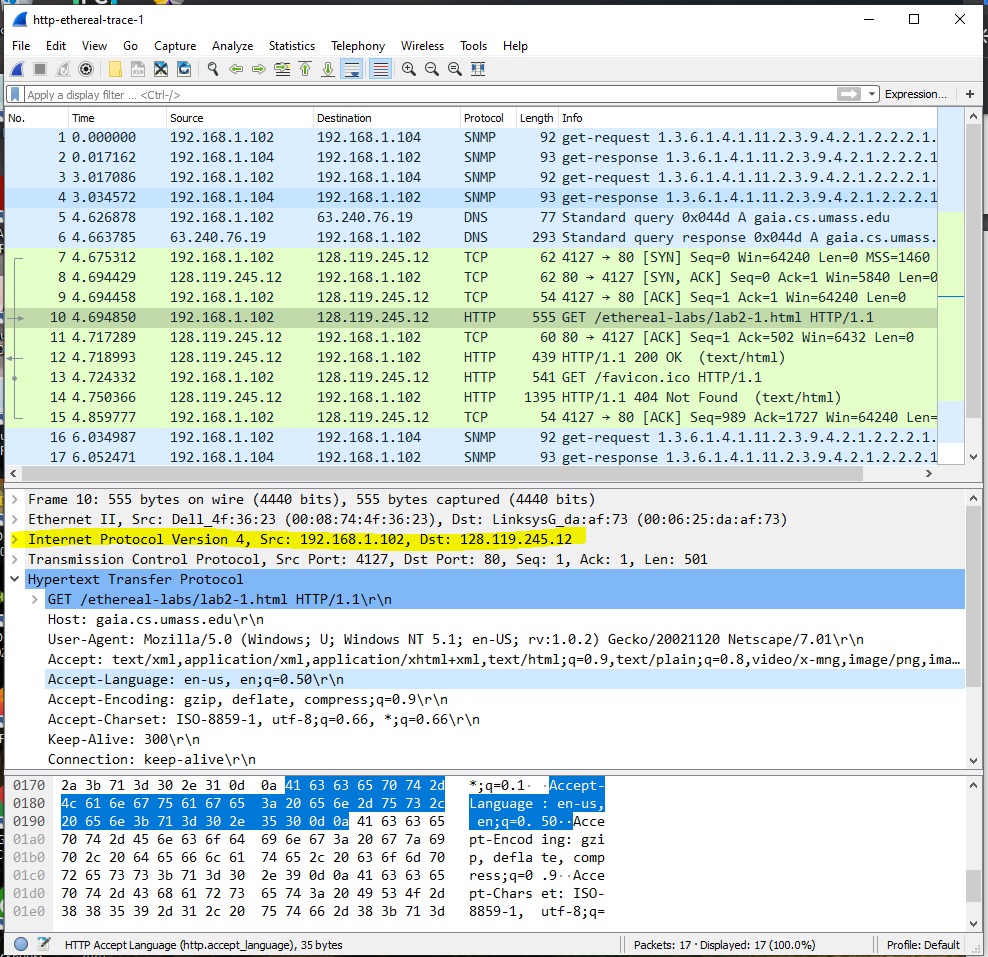 http-ethereal-trace-1
File Edit View Go Capture Analyze Statistics Telephony Wireless Tools Help
Apply a display filter ... <Ctrl-/> Expression... +
No. Time Source Destination Protocol Length Info
1 0.000000 192.168.1.102 192.168.1.104 SNMP 92 get-request 1.3.6.1.4.1.11.2.3.9.4.2.1.2.2.2.1.
2 0.017162 192.168.1.104 192.168.1.102 SNMP 93 get-response 1.3.6.1.4.1.11.2.3.9.4.2.1.2.2.2.1
3 3.017086 192.168.1.102 192.168.1.104 SNMP 92 get-request 1.3.6.1.4.1.11.2.3.9.4.2.1.2.2.2.1.
4 3.034572 192.168.1.104 192.168.1.102 SNMP 93 get-response 1.3.6.1.4.1.11.2.3.9.4.2.1.2.2.2.1
5 4.626878 192.168.1.102 63.240.76.19 DNS 77 Standard query 0x044d A gaia.cs.umass.edu
6 4.663785 63.240.76.19 192.168.1.102 DNS 293 Standard query response 0x044d A gaia.cs.umass.
7 4.675312 192.168.1.102 128.119.245.12 TCP 62 4127 → 80 [SYN] Seq=0 Win=64240 Len=0 MSS=1460
8 4.694429 128.119.245.12 192.168.1.102 TCP 62 80 → 4127 [SYN, ACK] Seq=0 Ack=1 Win=5840 Len=0
9 4.694458 192.168.1.102 128.119.245.12 TCP 54 4127 → 80 [ACK] Seq=1 Ack=1 Win=64240 Len=0
10 4.694850 192.168.1.102 128.119.245.12 HTTP 555 GET /ethereal-labs/lab2-1.html HTTP/1.1
11 4.717289 128.119.245.12 192.168.1.102 TCP 60 80 → 4127 [ACK] Seq=1 Ack=502 Win=6432 Len=0
12 4.718993 128.119.245.12 192.168.1.102 HTTP 439 HTTP/1.1 200 OK (text/html)
13 4.724332 192.168.1.102 128.119.245.12 HTTP 541 GET /favicon.ico HTTP/1.1
14 4.750366 128.119.245.12 192.168.1.102 HTTP 1395 HTTP/1.1 404 Not Found (text/html)
15 4.859777 192.168.1.102 128.119.245.12 TCP 54 4127 → 80 [ACK] Seq=989 Ack=1727 Win=64240 Len=
16 6.034987 192.168.1.102 192.168.1.104 SNMP 92 get-request 1.3.6.1.4.1.11.2.3.9.4.2.1.2.2.2.1.
17 6.052471 192.168.1.104 192.168.1.102 SNMP 93 get-response 1.3.6.1.4.1.11.2.3.9.4.2.1.2.2.2.1
Frame 10: 555 bytes on wire (4440 bits), 555 bytes captured (4440 bits)
Ethernet II, Src: Dell_4f:36:23 (00:08:74:4f:36:23), Dst: LinksysG_da:af:73 (00:06:25:da:af:73)
Internet Protocol Version 4, Src: 192.168.1.102, Dst: 128.119.245.12
Transmission Control Protocol, Src Port: 4127, Dst Port: 80, Seq: 1, Ack: 1, Len: 501
Hypertext Transfer Protocol
GET /ethereal-labs/lab2-1.html HTTP/1.1\r\n
Host: gaia.cs.umass.edu\r\n
User-Agent: Mozilla/5.0 (Windows; U; Windows NT 5.1; en-US; rv:1.0.2) Gecko/20021120 Netscape/7.01\r\n
Accept: text/xml,application/xml,application/xhtml+xml,text/html;q=0.9,text/plain;q=0.8,video/x-mng,image/png,ima…
Accept-Language: en-us, en;q=0.50\r\n
Accept-Encoding: gzip, deflate, compress;q=0.9\r\n
Accept-Charset: ISO-8859-1, utf-8;q=0.66, *;q=0.66\r\n
Keep-Alive: 300\r\n
Connection: keep-alive\r\n
0170 2a 3b 71 3d 30 2e 31 0d 0a 41 63 63 65 70 74 2d *;q=0.1· ·Accept-
0180 4c 61 6e 67 75 61 67 65 3a 20 65 6e 2d 75 73 2c Language : en-us,
0190 20 65 6e 3b 71 3d 30 2e 35 30 0d 0a 41 63 63 65 en;q=0. 50··Acce
01a0 70 74 2d 45 6e 63 6f 64 69 6e 67 3a 20 67 7a 69 pt-Encod ing: gzi
01b0 70 2c 20 64 65 66 6c 61 74 65 2c 20 63 6f 6d 70 p, defla te, comp
01c0 72 65 73 73 3b 71 3d 30 2e 39 0d 0a 41 63 63 65 ress;q=0 .9··Acce
01d0 70 74 2d 43 68 61 72 73 65 74 3a 20 49 53 4f 2d pt-Chars et: ISO-
01e0 38 38 35 39 2d 31 2c 20 75 74 66 2d 38 3b 71 3d 8859-1, utf-8;q=
HTTP Accept Language (http.accept_language), 35 bytes Packets: 17 · Displayed: 17 (100.0%) Profile: Default